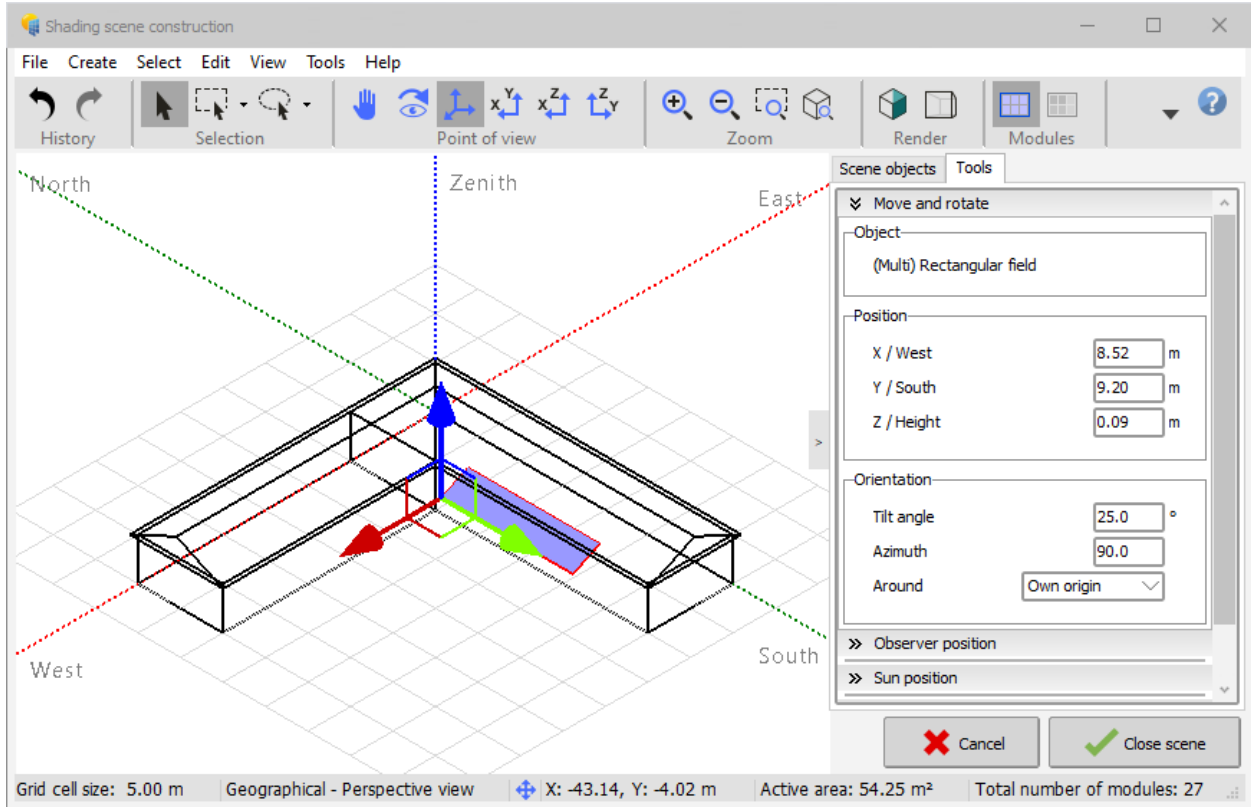 Shading scene construction
File Create Select Edit View Tools Help
X Y X Z Z Y
History Selection Point of view Zoom Render Modules
Scene objects Tools
North Zenith East
Move and rotate
Object
(Multi) Rectangular field
Position
X / West 8.52 m
Y / South 9.20 m
Z / Height 0.09 m
Orientation
Tilt angle 25.0 °
Azimuth 90.0
Around Own origin
Observer position
Sun position
West South
Cancel Close scene
Grid cell size: 5.00 m Geographical - Perspective view X: -43.14, Y: -4.02 m Active area: 54.25 m² Total number of modules: 27